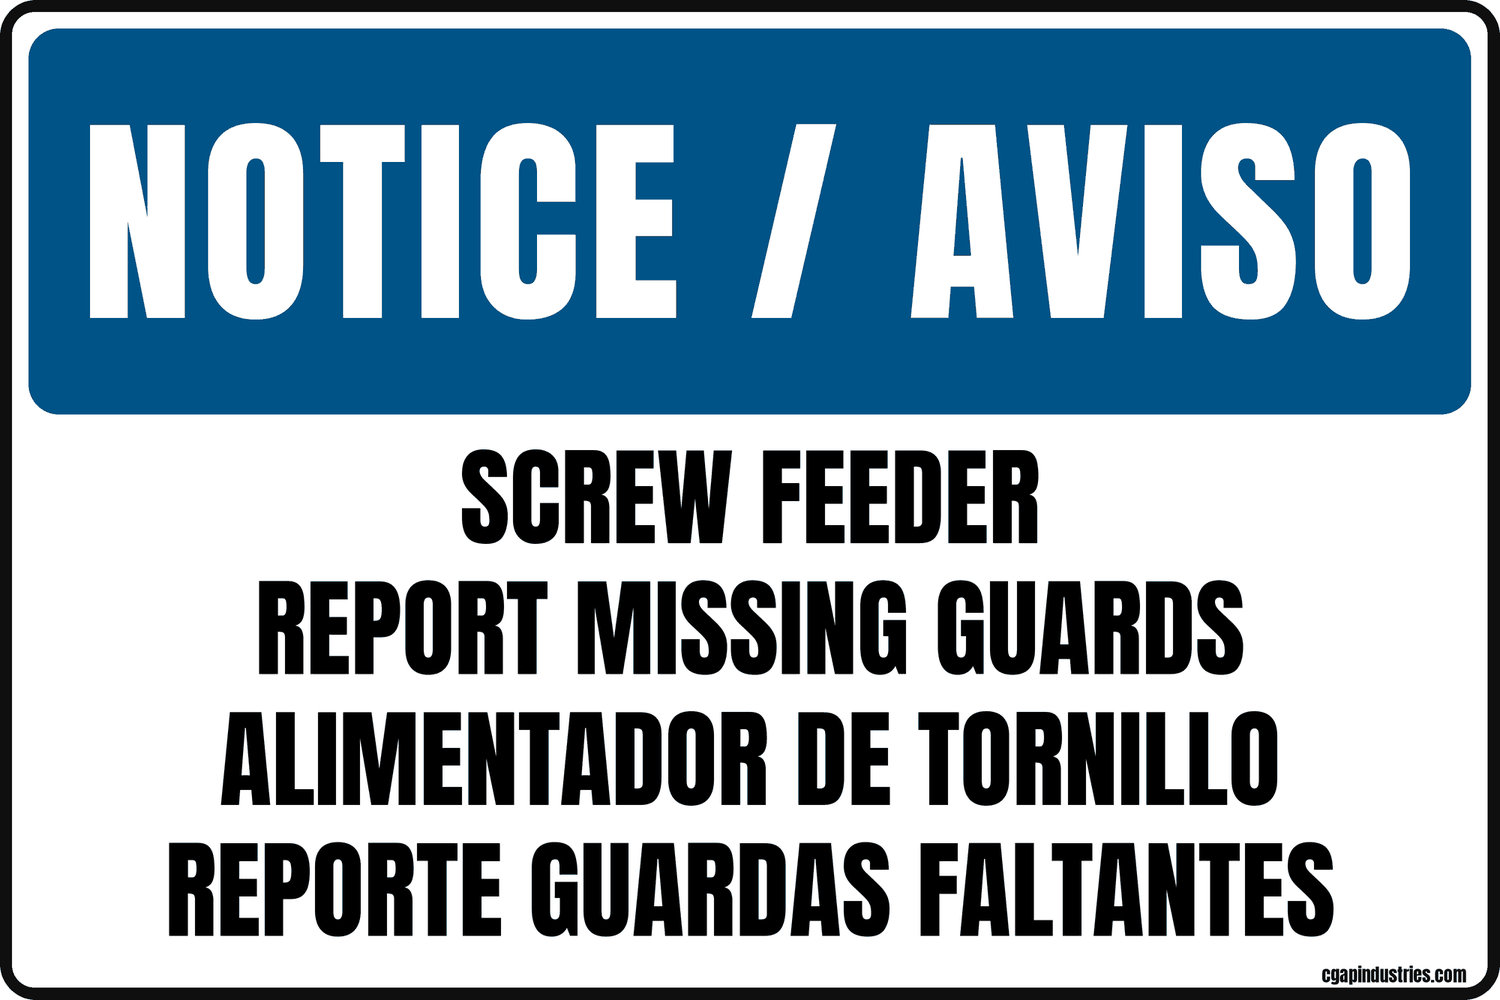 NOTICE / AVISO
SCREW FEEDER
REPORT MISSING GUARDS
ALIMENTADOR DE TORNILLO
REPORTE GUARDAS FALTANTES
cgapindustries.com